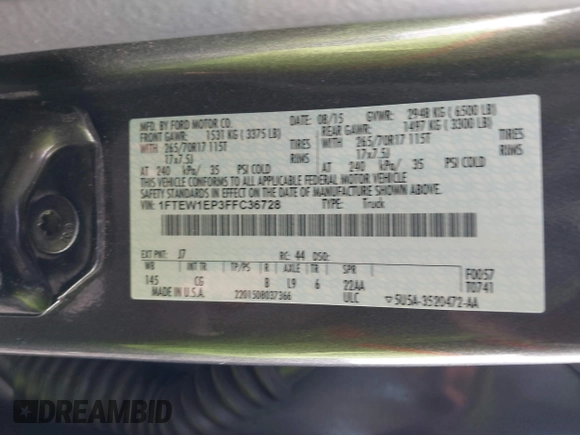 MFD. BY FORD MOTOR CO.
DATE: 08/15 GVWR: 2948 KG ( 6500 LB)
FRONT GAWR: 1531 KG ( 3375 LB) REAR GAWR: 1497 KG ( 3300 LB)
WITH 265/70R17 115T TIRES WITH 265/70R17 115T TIRES
17x7.5J RIMS 17x7.5J RIMS
AT 240 kPa/ 35 PSI COLD AT 240 kPa/ 35 PSI COLD
THIS VEHICLE CONFORMS TO ALL APPLICABLE FEDERAL MOTOR VEHICLE
SAFETY STANDARDS IN EFFECT ON THE DATE OF MANUFACTURE SHOWN ABOVE.
VIN: 1FTEW1EP3FFC36728 TYPE: Truck
EXT PNT: J7 RC: 44 DSO: F0057
WB INT TR TP/PS R AXLE TR SPR T0741
145 CG B L9 6 22AA
MADE IN U.S.A. 2201508037366 ULC 5U5A-3520472-AA
DREAMBID